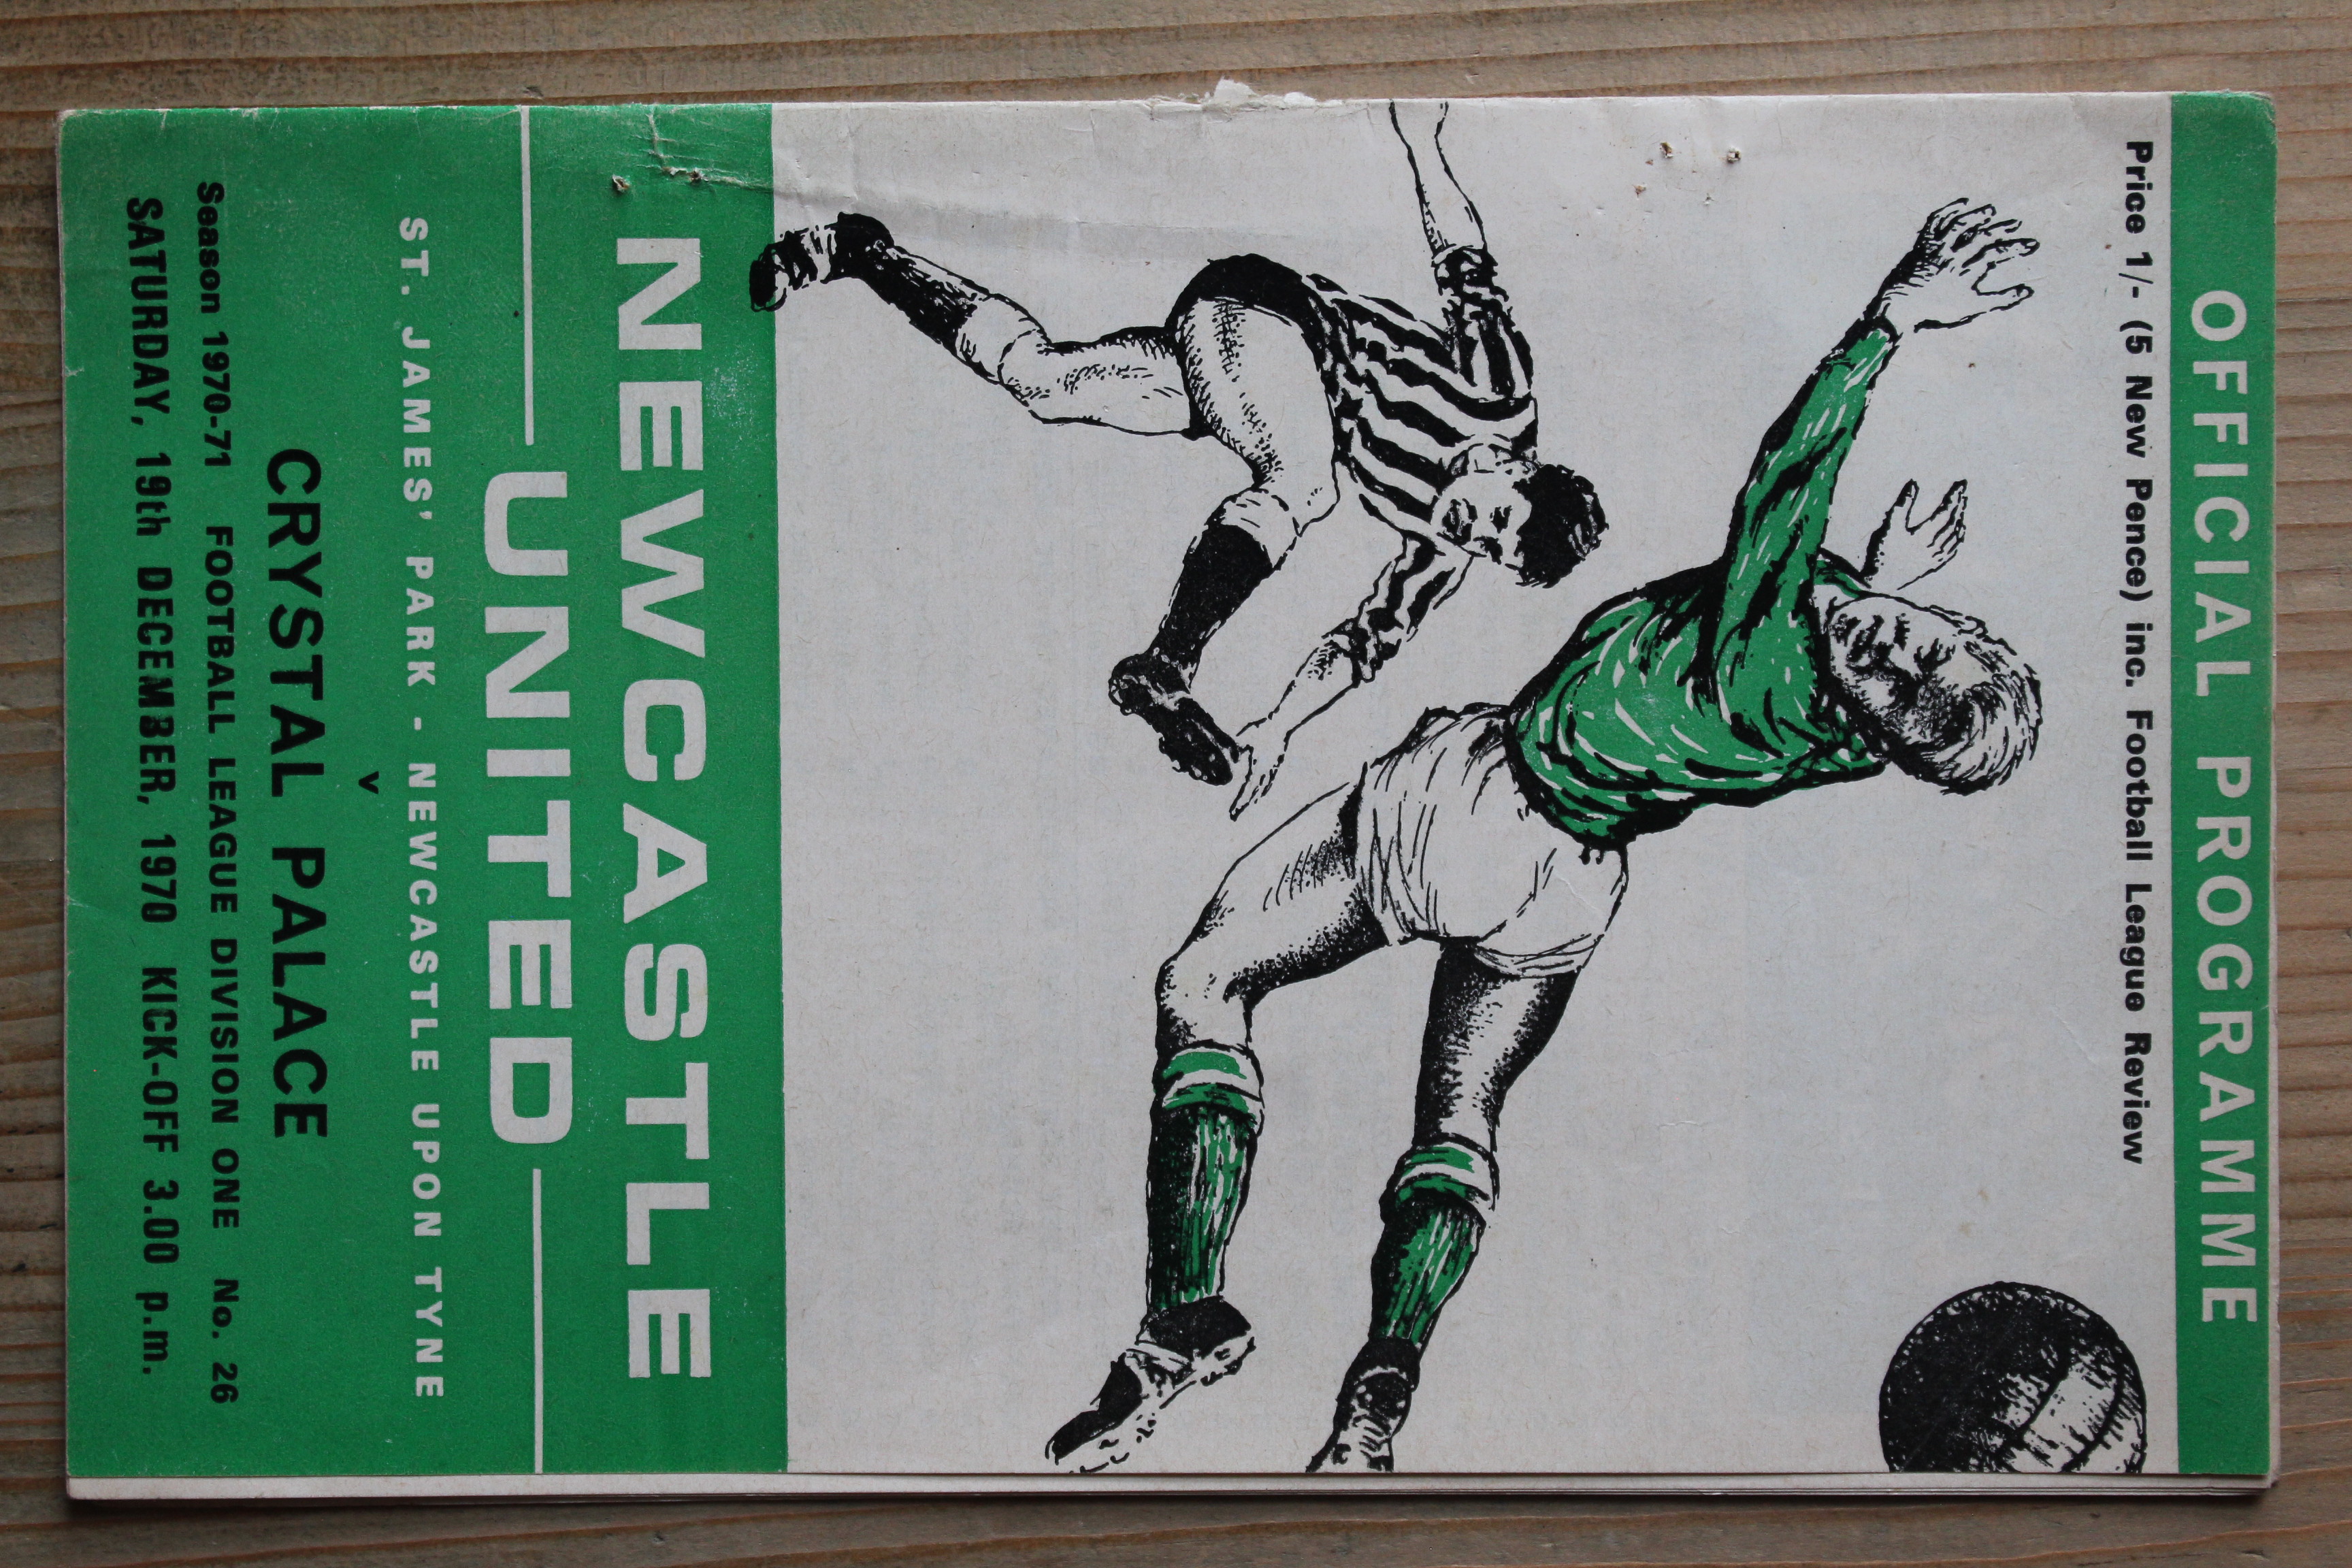 OFFICIAL PROGRAMME
Price 1/- (5 New Pence) inc. Football League Review
NEWCASTLE
UNITED
ST. JAMES' PARK - NEWCASTLE UPON TYNE
v
CRYSTAL PALACE
Season 1970-71 FOOTBALL LEAGUE DIVISION ONE No. 26
SATURDAY, 19th DECEMBER, 1970 KICK-OFF 3.00 p.m.